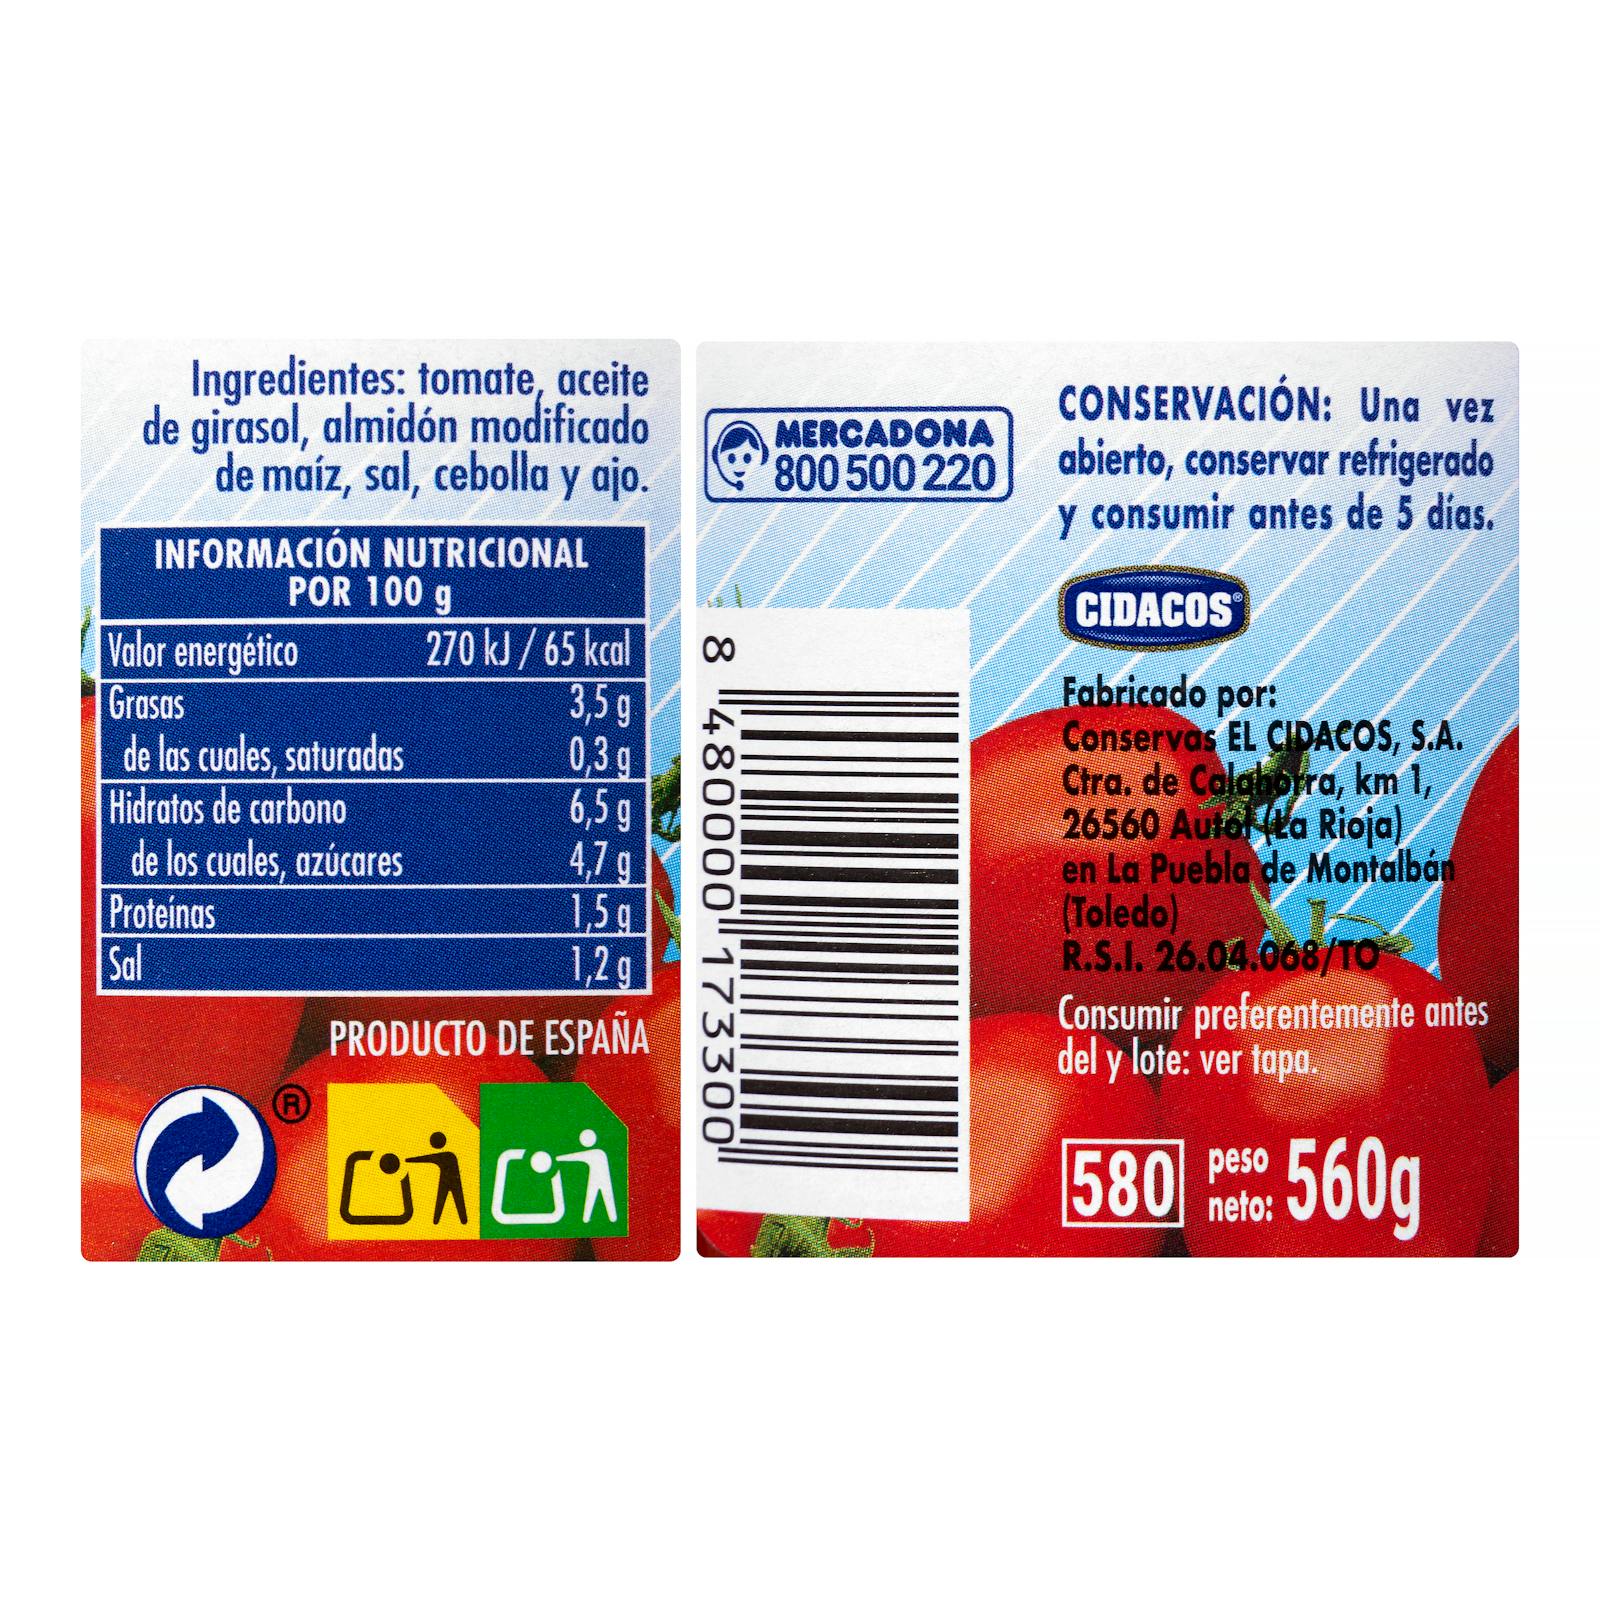 Ingredientes: tomate, aceite
de girasol, almidón modificado
de maíz, sal, cebolla y ajo.
INFORMACIÓN NUTRICIONAL
POR 100 g
Valor energético 270 kJ / 65 kcal
Grasas 3,5 g
de las cuales, saturadas 0,3 g
Hidratos de carbono 6,5 g
de los cuales, azúcares 4,7 g
Proteínas 1,5 g
Sal 1,2 g
PRODUCTO DE ESPAÑA
®
MERCADONA
800 500 220
8 480000 173300
CONSERVACIÓN: Una vez
abierto, conservar refrigerado
y consumir antes de 5 días.
CIDACOS®
Fabricado por:
Conservas EL CIDACOS, S.A.
Ctra. de Calahorra, km 1,
26560 Autol (La Rioja)
en La Puebla de Montalbán
(Toledo)
R.S.I. 26.04.068/TO
Consumir preferentemente antes
del y lote: ver tapa.
580 peso neto: 560g